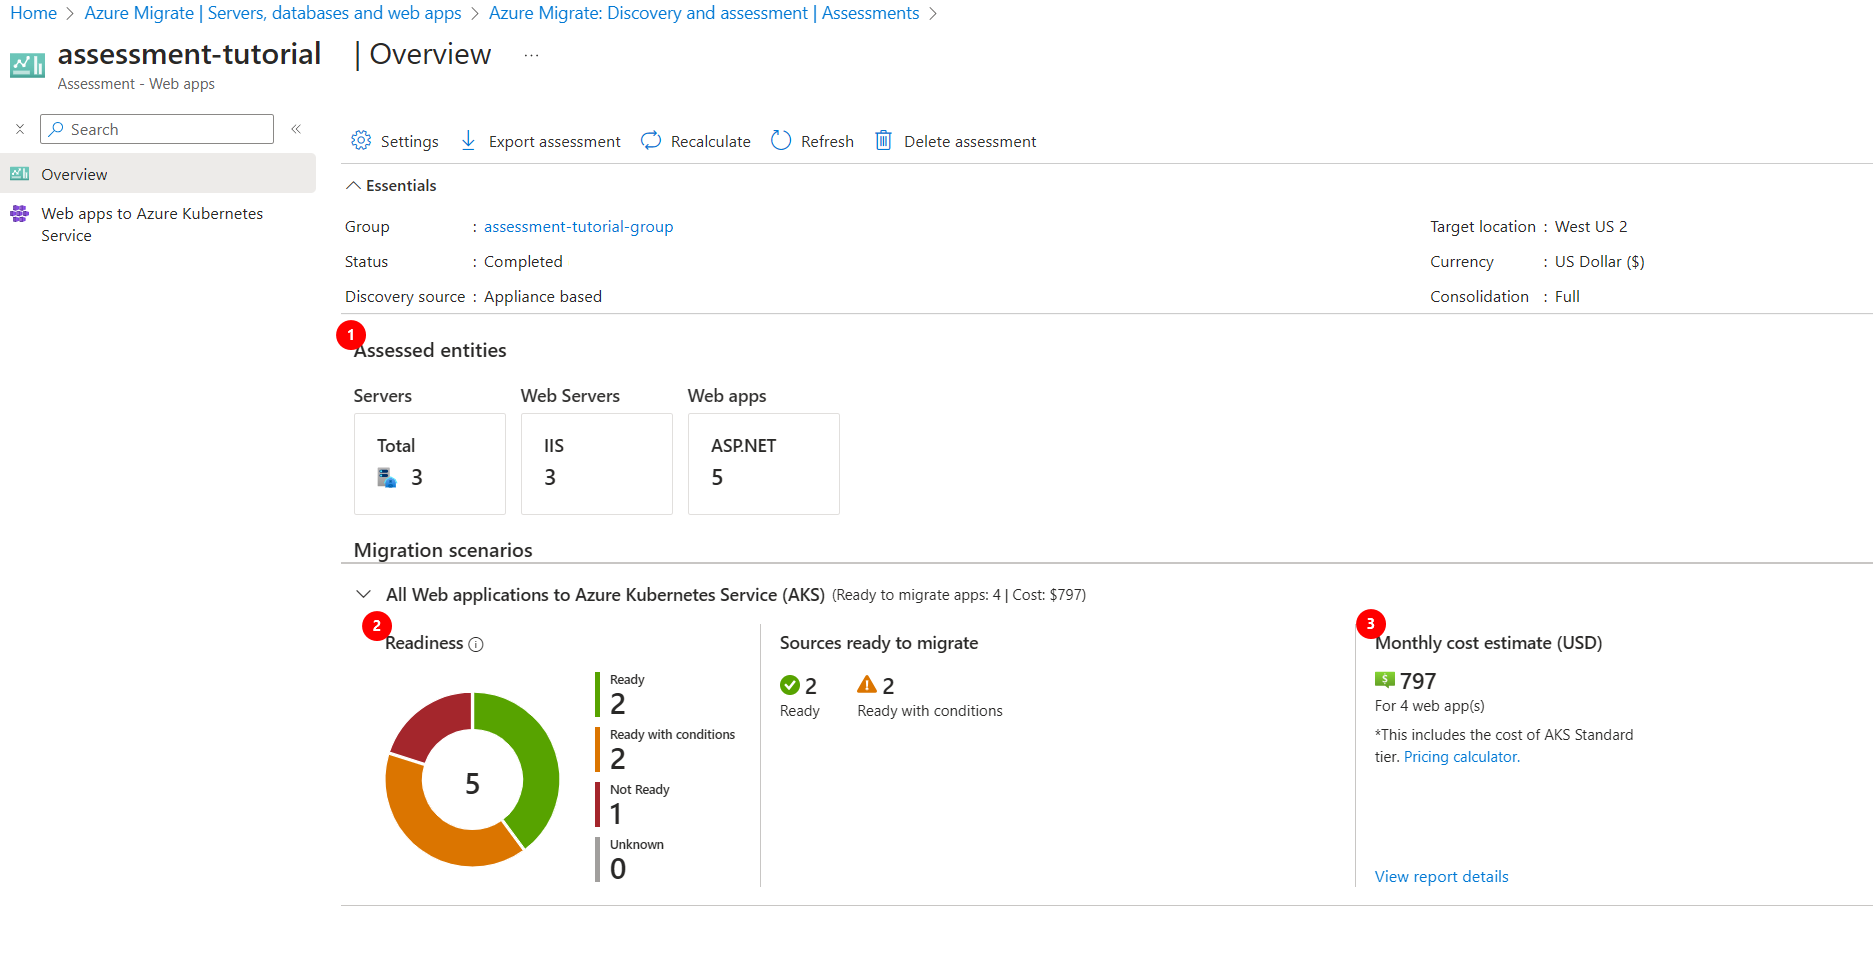 Home > Azure Migrate | Servers, databases and web apps > Azure Migrate: Discovery and assessment | Assessments >
assessment-tutorial | Overview ...
Assessment - Web apps
Search
Overview
Web apps to Azure Kubernetes
Service
Settings Export assessment Recalculate Refresh Delete assessment
Essentials
Group : assessment-tutorial-group
Status : Completed
Discovery source : Appliance based
Target location : West US 2
Currency : US Dollar ($)
Consolidation : Full
1
Assessed entities
Servers
Total
3
Web Servers
IIS
3
Web apps
ASP.NET
5
Migration scenarios
All Web applications to Azure Kubernetes Service (AKS) (Ready to migrate apps: 4 | Cost: $797)
2
Readiness
5
Ready
2
Ready with conditions
2
Not Ready
1
Unknown
0
Sources ready to migrate
2
Ready
2
Ready with conditions
3
Monthly cost estimate (USD)
$ 797
For 4 web app(s)
*This includes the cost of AKS Standard
tier. Pricing calculator.
View report details